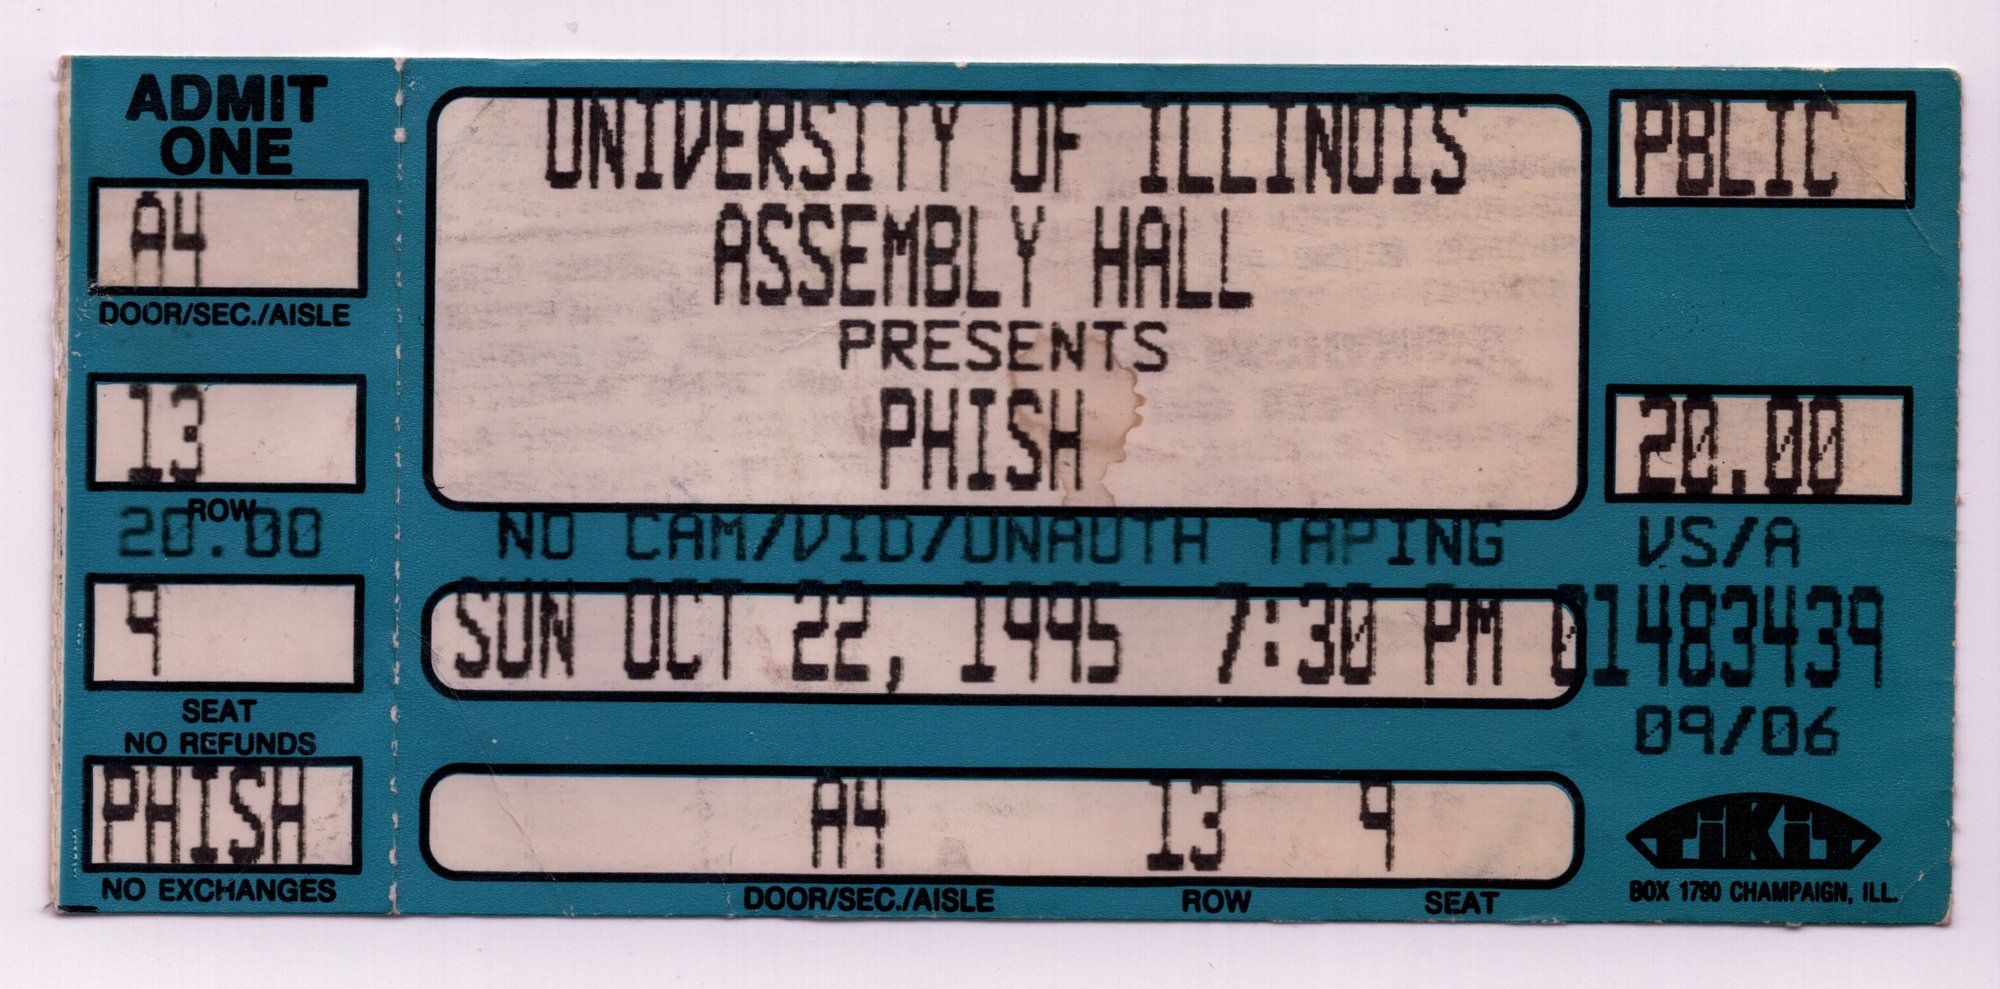 ADMIT
ONE
A4
DOOR/SEC./AISLE
13
ROW
20.00
9
SEAT
NO REFUNDS
PHISH
NO EXCHANGES
UNIVERSITY OF ILLINOIS
ASSEMBLY HALL
PRESENTS
PHISH
NO CAM/VID/UNAUTH TAPING
SUN OCT 22, 1995 7:30 PM 01483439
A4 13 9
DOOR/SEC./AISLE ROW SEAT
PBLIC
20.00
VS/A
09/06
TiKiT
BOX 1790 CHAMPAIGN, ILL.